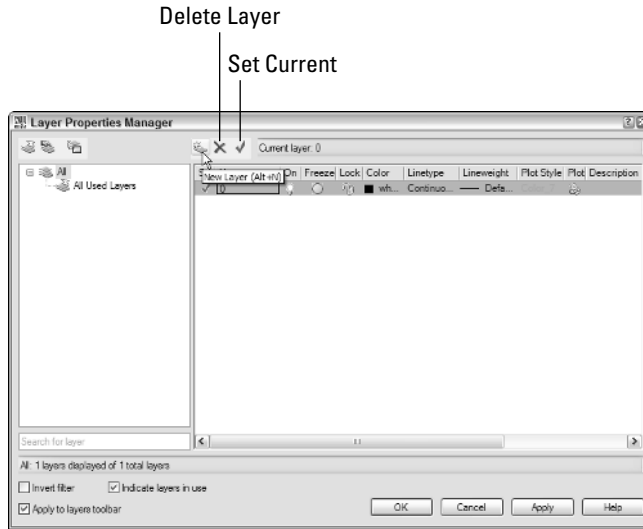 Delete Layer
Set Current
Layer Properties Manager
Current layer: 0
All
All Used Layers
New Layer (Alt+N)
On Freeze Lock Color Linetype Lineweight Plot Style Plot Description
0 wh... Continuo... Defa... Color_7
Search for layer
All: 1 layers displayed of 1 total layers
Invert filter
Indicate layers in use
Apply to layers toolbar
OK Cancel Apply Help